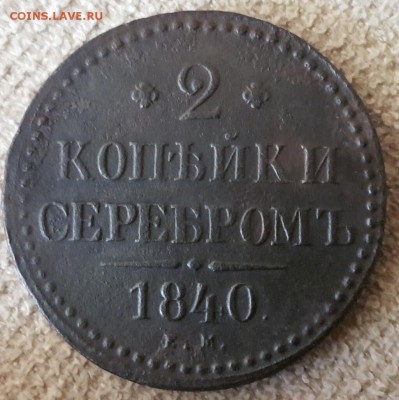 COINS.LAVE.RU
2
КОПѢЙКИ
СЕРЕБРОМЪ
1840.
Е.М.